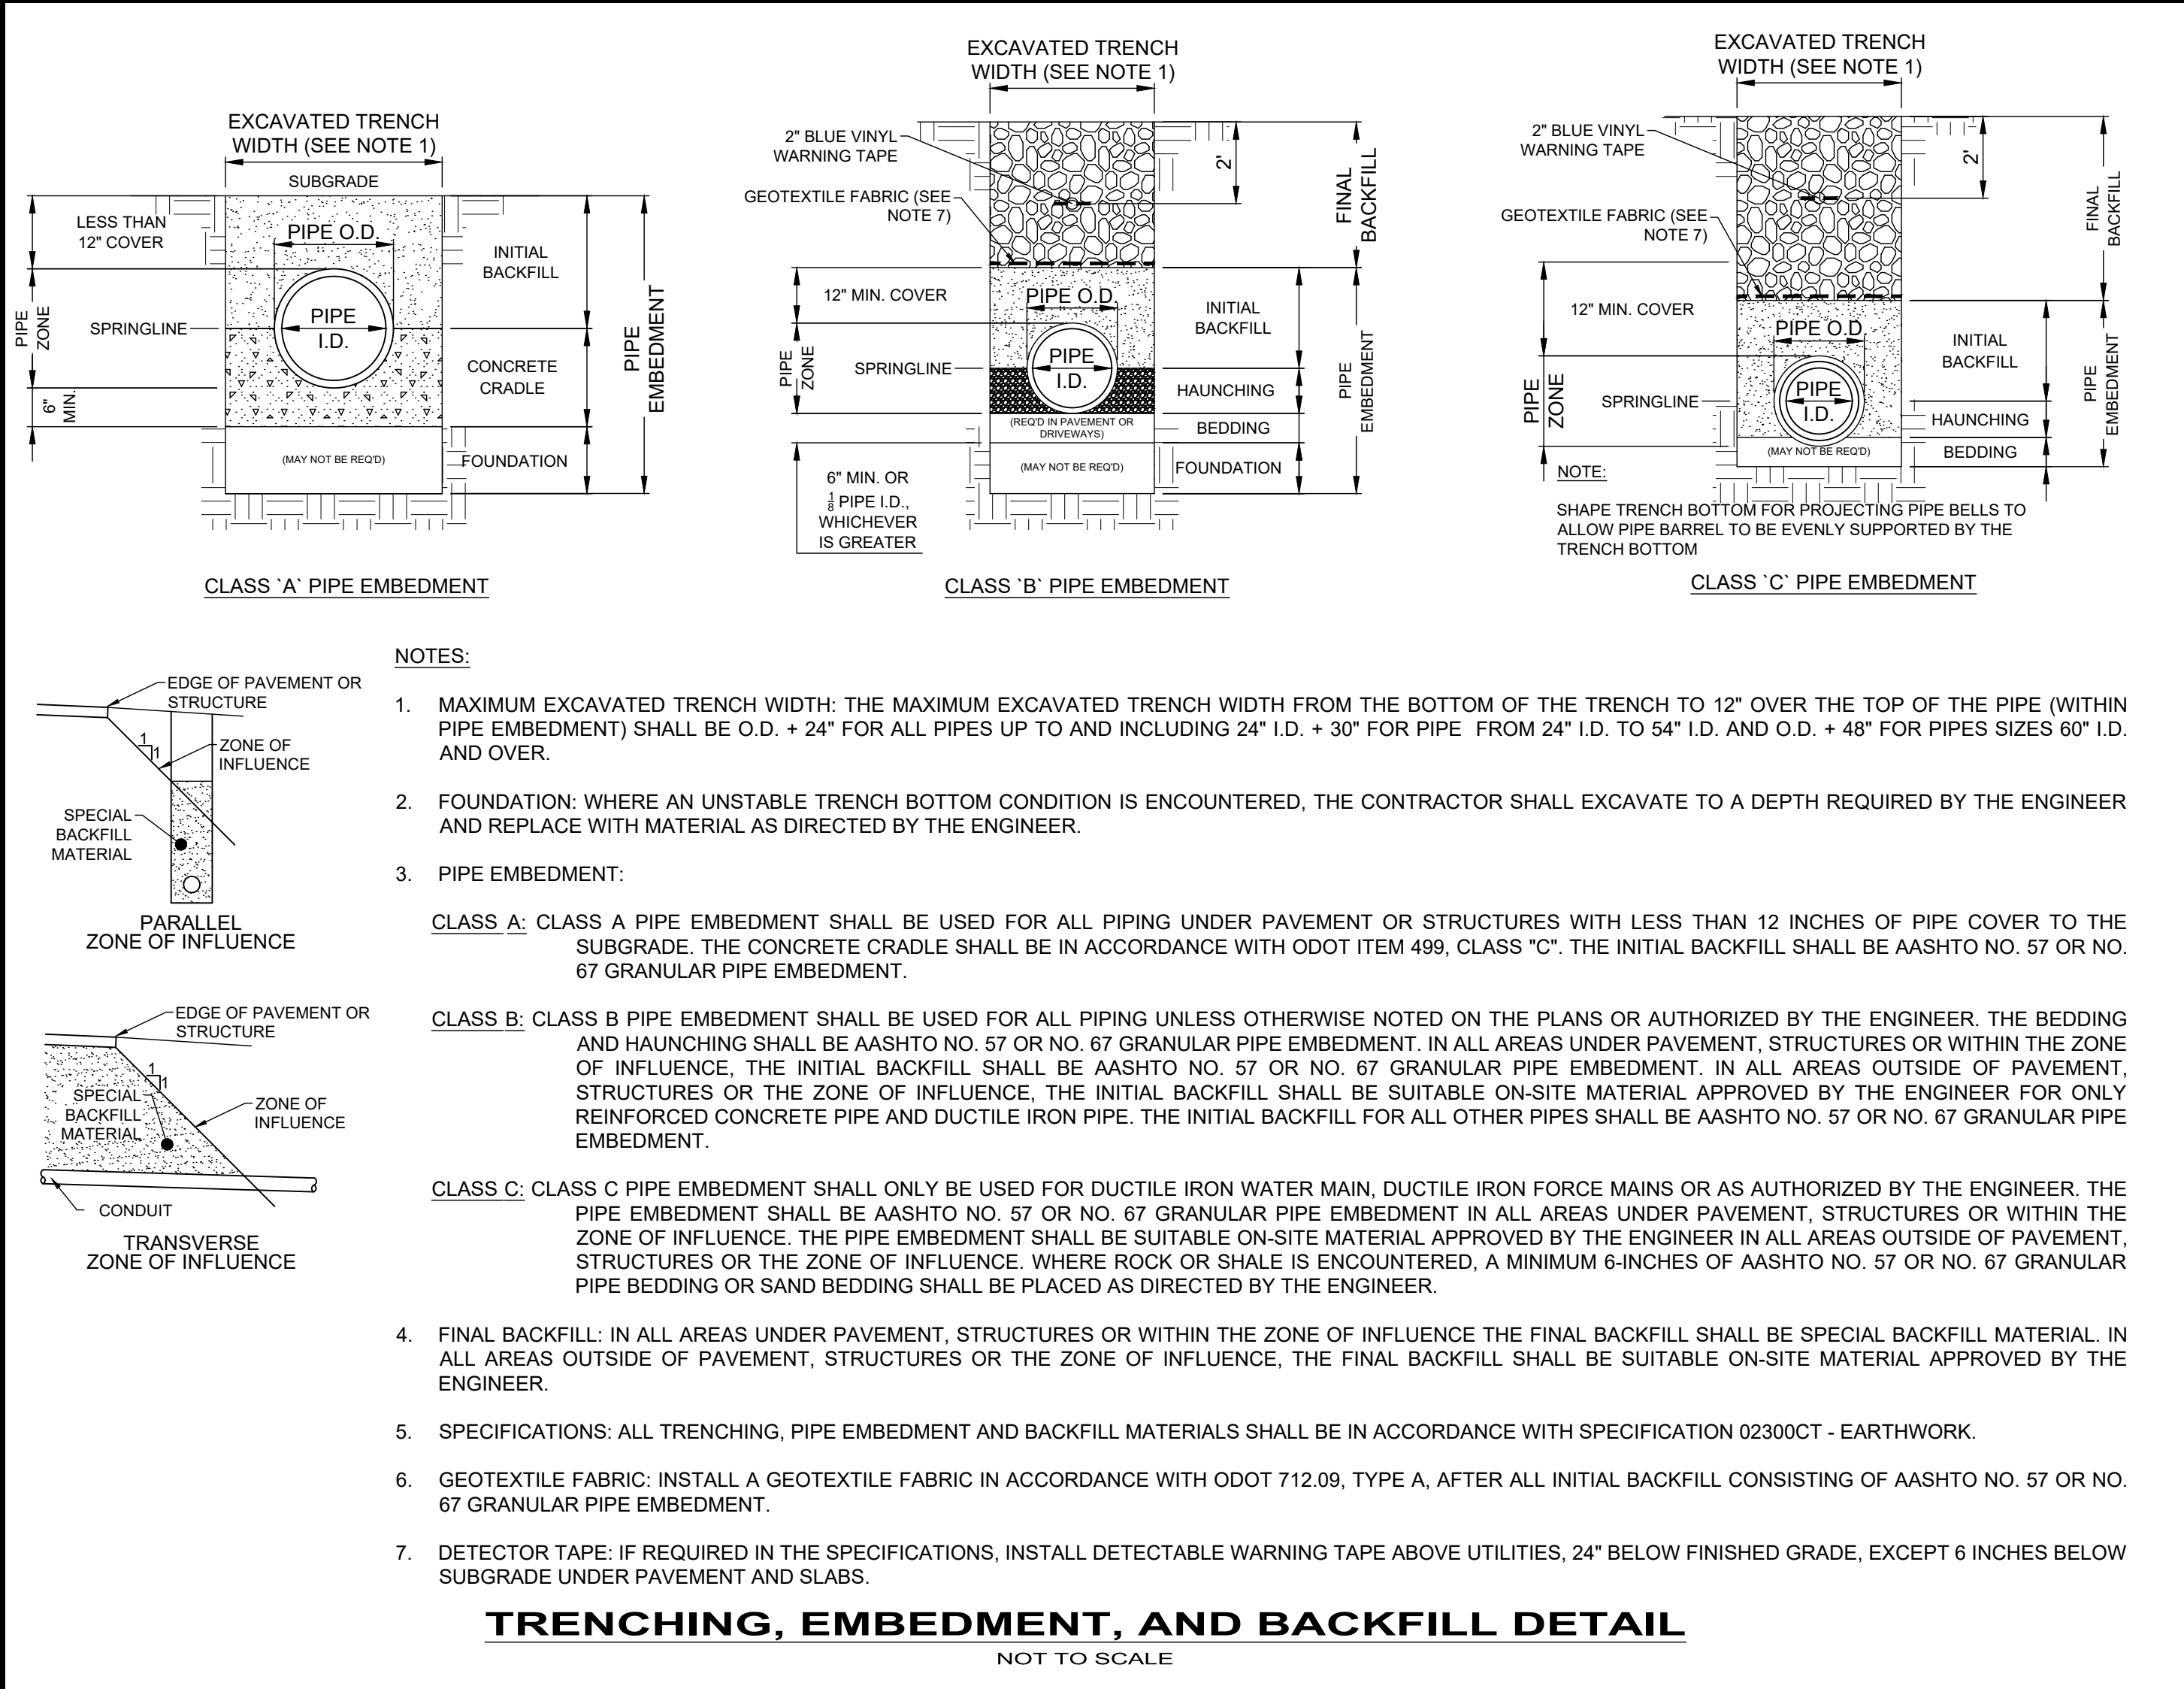 EXCAVATED TRENCH
WIDTH (SEE NOTE 1)
SUBGRADE
LESS THAN
12" COVER
PIPE O.D.
PIPE
I.D.
PIPE
ZONE
SPRINGLINE
6"
MIN.
INITIAL
BACKFILL
CONCRETE
CRADLE
FOUNDATION
PIPE
EMBEDMENT
(MAY NOT BE REQ'D)
CLASS `A` PIPE EMBEDMENT
EXCAVATED TRENCH
WIDTH (SEE NOTE 1)
2" BLUE VINYL
WARNING TAPE
GEOTEXTILE FABRIC (SEE
NOTE 7)
2'
FINAL
BACKFILL
12" MIN. COVER
PIPE O.D.
PIPE
I.D.
PIPE
ZONE
SPRINGLINE
INITIAL
BACKFILL
HAUNCHING
BEDDING
FOUNDATION
PIPE
EMBEDMENT
(REQ'D IN PAVEMENT OR
DRIVEWAYS)
(MAY NOT BE REQ'D)
6" MIN. OR
1/8 PIPE I.D.,
WHICHEVER
IS GREATER
CLASS `B` PIPE EMBEDMENT
EXCAVATED TRENCH
WIDTH (SEE NOTE 1)
2" BLUE VINYL
WARNING TAPE
GEOTEXTILE FABRIC (SEE
NOTE 7)
2'
FINAL
BACKFILL
12" MIN. COVER
PIPE O.D.
PIPE
I.D.
PIPE
ZONE
SPRINGLINE
INITIAL
BACKFILL
HAUNCHING
BEDDING
PIPE
EMBEDMENT
(MAY NOT BE REQ'D)
NOTE:
SHAPE TRENCH BOTTOM FOR PROJECTING PIPE BELLS TO
ALLOW PIPE BARREL TO BE EVENLY SUPPORTED BY THE
TRENCH BOTTOM
CLASS `C` PIPE EMBEDMENT
EDGE OF PAVEMENT OR
STRUCTURE
1
1
ZONE OF
INFLUENCE
SPECIAL
BACKFILL
MATERIAL
PARALLEL
ZONE OF INFLUENCE
EDGE OF PAVEMENT OR
STRUCTURE
1
1
SPECIAL
BACKFILL
MATERIAL
ZONE OF
INFLUENCE
CONDUIT
TRANSVERSE
ZONE OF INFLUENCE
NOTES:
1. MAXIMUM EXCAVATED TRENCH WIDTH: THE MAXIMUM EXCAVATED TRENCH WIDTH FROM THE BOTTOM OF THE TRENCH TO 12" OVER THE TOP OF THE PIPE (WITHIN
PIPE EMBEDMENT) SHALL BE O.D. + 24" FOR ALL PIPES UP TO AND INCLUDING 24" I.D. + 30" FOR PIPE FROM 24" I.D. TO 54" I.D. AND O.D. + 48" FOR PIPES SIZES 60" I.D.
AND OVER.
2. FOUNDATION: WHERE AN UNSTABLE TRENCH BOTTOM CONDITION IS ENCOUNTERED, THE CONTRACTOR SHALL EXCAVATE TO A DEPTH REQUIRED BY THE ENGINEER
AND REPLACE WITH MATERIAL AS DIRECTED BY THE ENGINEER.
3. PIPE EMBEDMENT:
CLASS A: CLASS A PIPE EMBEDMENT SHALL BE USED FOR ALL PIPING UNDER PAVEMENT OR STRUCTURES WITH LESS THAN 12 INCHES OF PIPE COVER TO THE
SUBGRADE. THE CONCRETE CRADLE SHALL BE IN ACCORDANCE WITH ODOT ITEM 499, CLASS "C". THE INITIAL BACKFILL SHALL BE AASHTO NO. 57 OR NO.
67 GRANULAR PIPE EMBEDMENT.
CLASS B: CLASS B PIPE EMBEDMENT SHALL BE USED FOR ALL PIPING UNLESS OTHERWISE NOTED ON THE PLANS OR AUTHORIZED BY THE ENGINEER. THE BEDDING
AND HAUNCHING SHALL BE AASHTO NO. 57 OR NO. 67 GRANULAR PIPE EMBEDMENT. IN ALL AREAS UNDER PAVEMENT, STRUCTURES OR WITHIN THE ZONE
OF INFLUENCE, THE INITIAL BACKFILL SHALL BE AASHTO NO. 57 OR NO. 67 GRANULAR PIPE EMBEDMENT. IN ALL AREAS OUTSIDE OF PAVEMENT,
STRUCTURES OR THE ZONE OF INFLUENCE, THE INITIAL BACKFILL SHALL BE SUITABLE ON-SITE MATERIAL APPROVED BY THE ENGINEER FOR ONLY
REINFORCED CONCRETE PIPE AND DUCTILE IRON PIPE. THE INITIAL BACKFILL FOR ALL OTHER PIPES SHALL BE AASHTO NO. 57 OR NO. 67 GRANULAR PIPE
EMBEDMENT.
CLASS C: CLASS C PIPE EMBEDMENT SHALL ONLY BE USED FOR DUCTILE IRON WATER MAIN, DUCTILE IRON FORCE MAINS OR AS AUTHORIZED BY THE ENGINEER. THE
PIPE EMBEDMENT SHALL BE AASHTO NO. 57 OR NO. 67 GRANULAR PIPE EMBEDMENT IN ALL AREAS UNDER PAVEMENT, STRUCTURES OR WITHIN THE
ZONE OF INFLUENCE. THE PIPE EMBEDMENT SHALL BE SUITABLE ON-SITE MATERIAL APPROVED BY THE ENGINEER IN ALL AREAS OUTSIDE OF PAVEMENT,
STRUCTURES OR THE ZONE OF INFLUENCE. WHERE ROCK OR SHALE IS ENCOUNTERED, A MINIMUM 6-INCHES OF AASHTO NO. 57 OR NO. 67 GRANULAR
PIPE BEDDING OR SAND BEDDING SHALL BE PLACED AS DIRECTED BY THE ENGINEER.
4. FINAL BACKFILL: IN ALL AREAS UNDER PAVEMENT, STRUCTURES OR WITHIN THE ZONE OF INFLUENCE THE FINAL BACKFILL SHALL BE SPECIAL BACKFILL MATERIAL. IN
ALL AREAS OUTSIDE OF PAVEMENT, STRUCTURES OR THE ZONE OF INFLUENCE, THE FINAL BACKFILL SHALL BE SUITABLE ON-SITE MATERIAL APPROVED BY THE
ENGINEER.
5. SPECIFICATIONS: ALL TRENCHING, PIPE EMBEDMENT AND BACKFILL MATERIALS SHALL BE IN ACCORDANCE WITH SPECIFICATION 02300CT - EARTHWORK.
6. GEOTEXTILE FABRIC: INSTALL A GEOTEXTILE FABRIC IN ACCORDANCE WITH ODOT 712.09, TYPE A, AFTER ALL INITIAL BACKFILL CONSISTING OF AASHTO NO. 57 OR NO.
67 GRANULAR PIPE EMBEDMENT.
7. DETECTOR TAPE: IF REQUIRED IN THE SPECIFICATIONS, INSTALL DETECTABLE WARNING TAPE ABOVE UTILITIES, 24" BELOW FINISHED GRADE, EXCEPT 6 INCHES BELOW
SUBGRADE UNDER PAVEMENT AND SLABS.
TRENCHING, EMBEDMENT, AND BACKFILL DETAIL
NOT TO SCALE